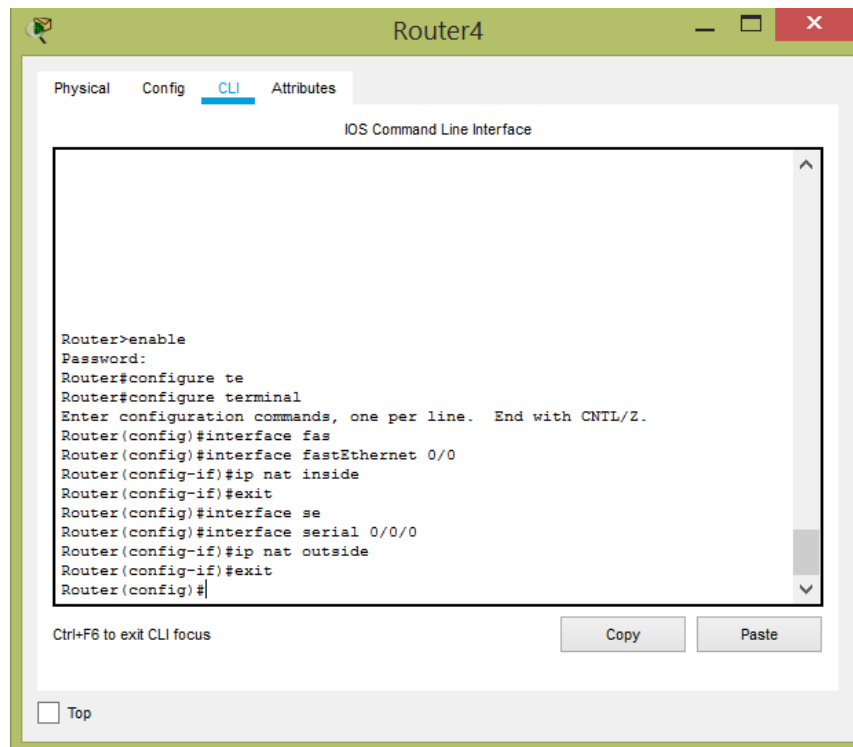 Router4
Physical Config CLI Attributes
IOS Command Line Interface
Router>enable
Password:
Router#configure te
Router#configure terminal
Enter configuration commands, one per line.  End with CNTL/Z.
Router(config)#interface fas
Router(config)#interface fastEthernet 0/0
Router(config-if)#ip nat inside
Router(config-if)#exit
Router(config)#interface se
Router(config)#interface serial 0/0/0
Router(config-if)#ip nat outside
Router(config-if)#exit
Router(config)#
Ctrl+F6 to exit CLI focus
Copy Paste
Top